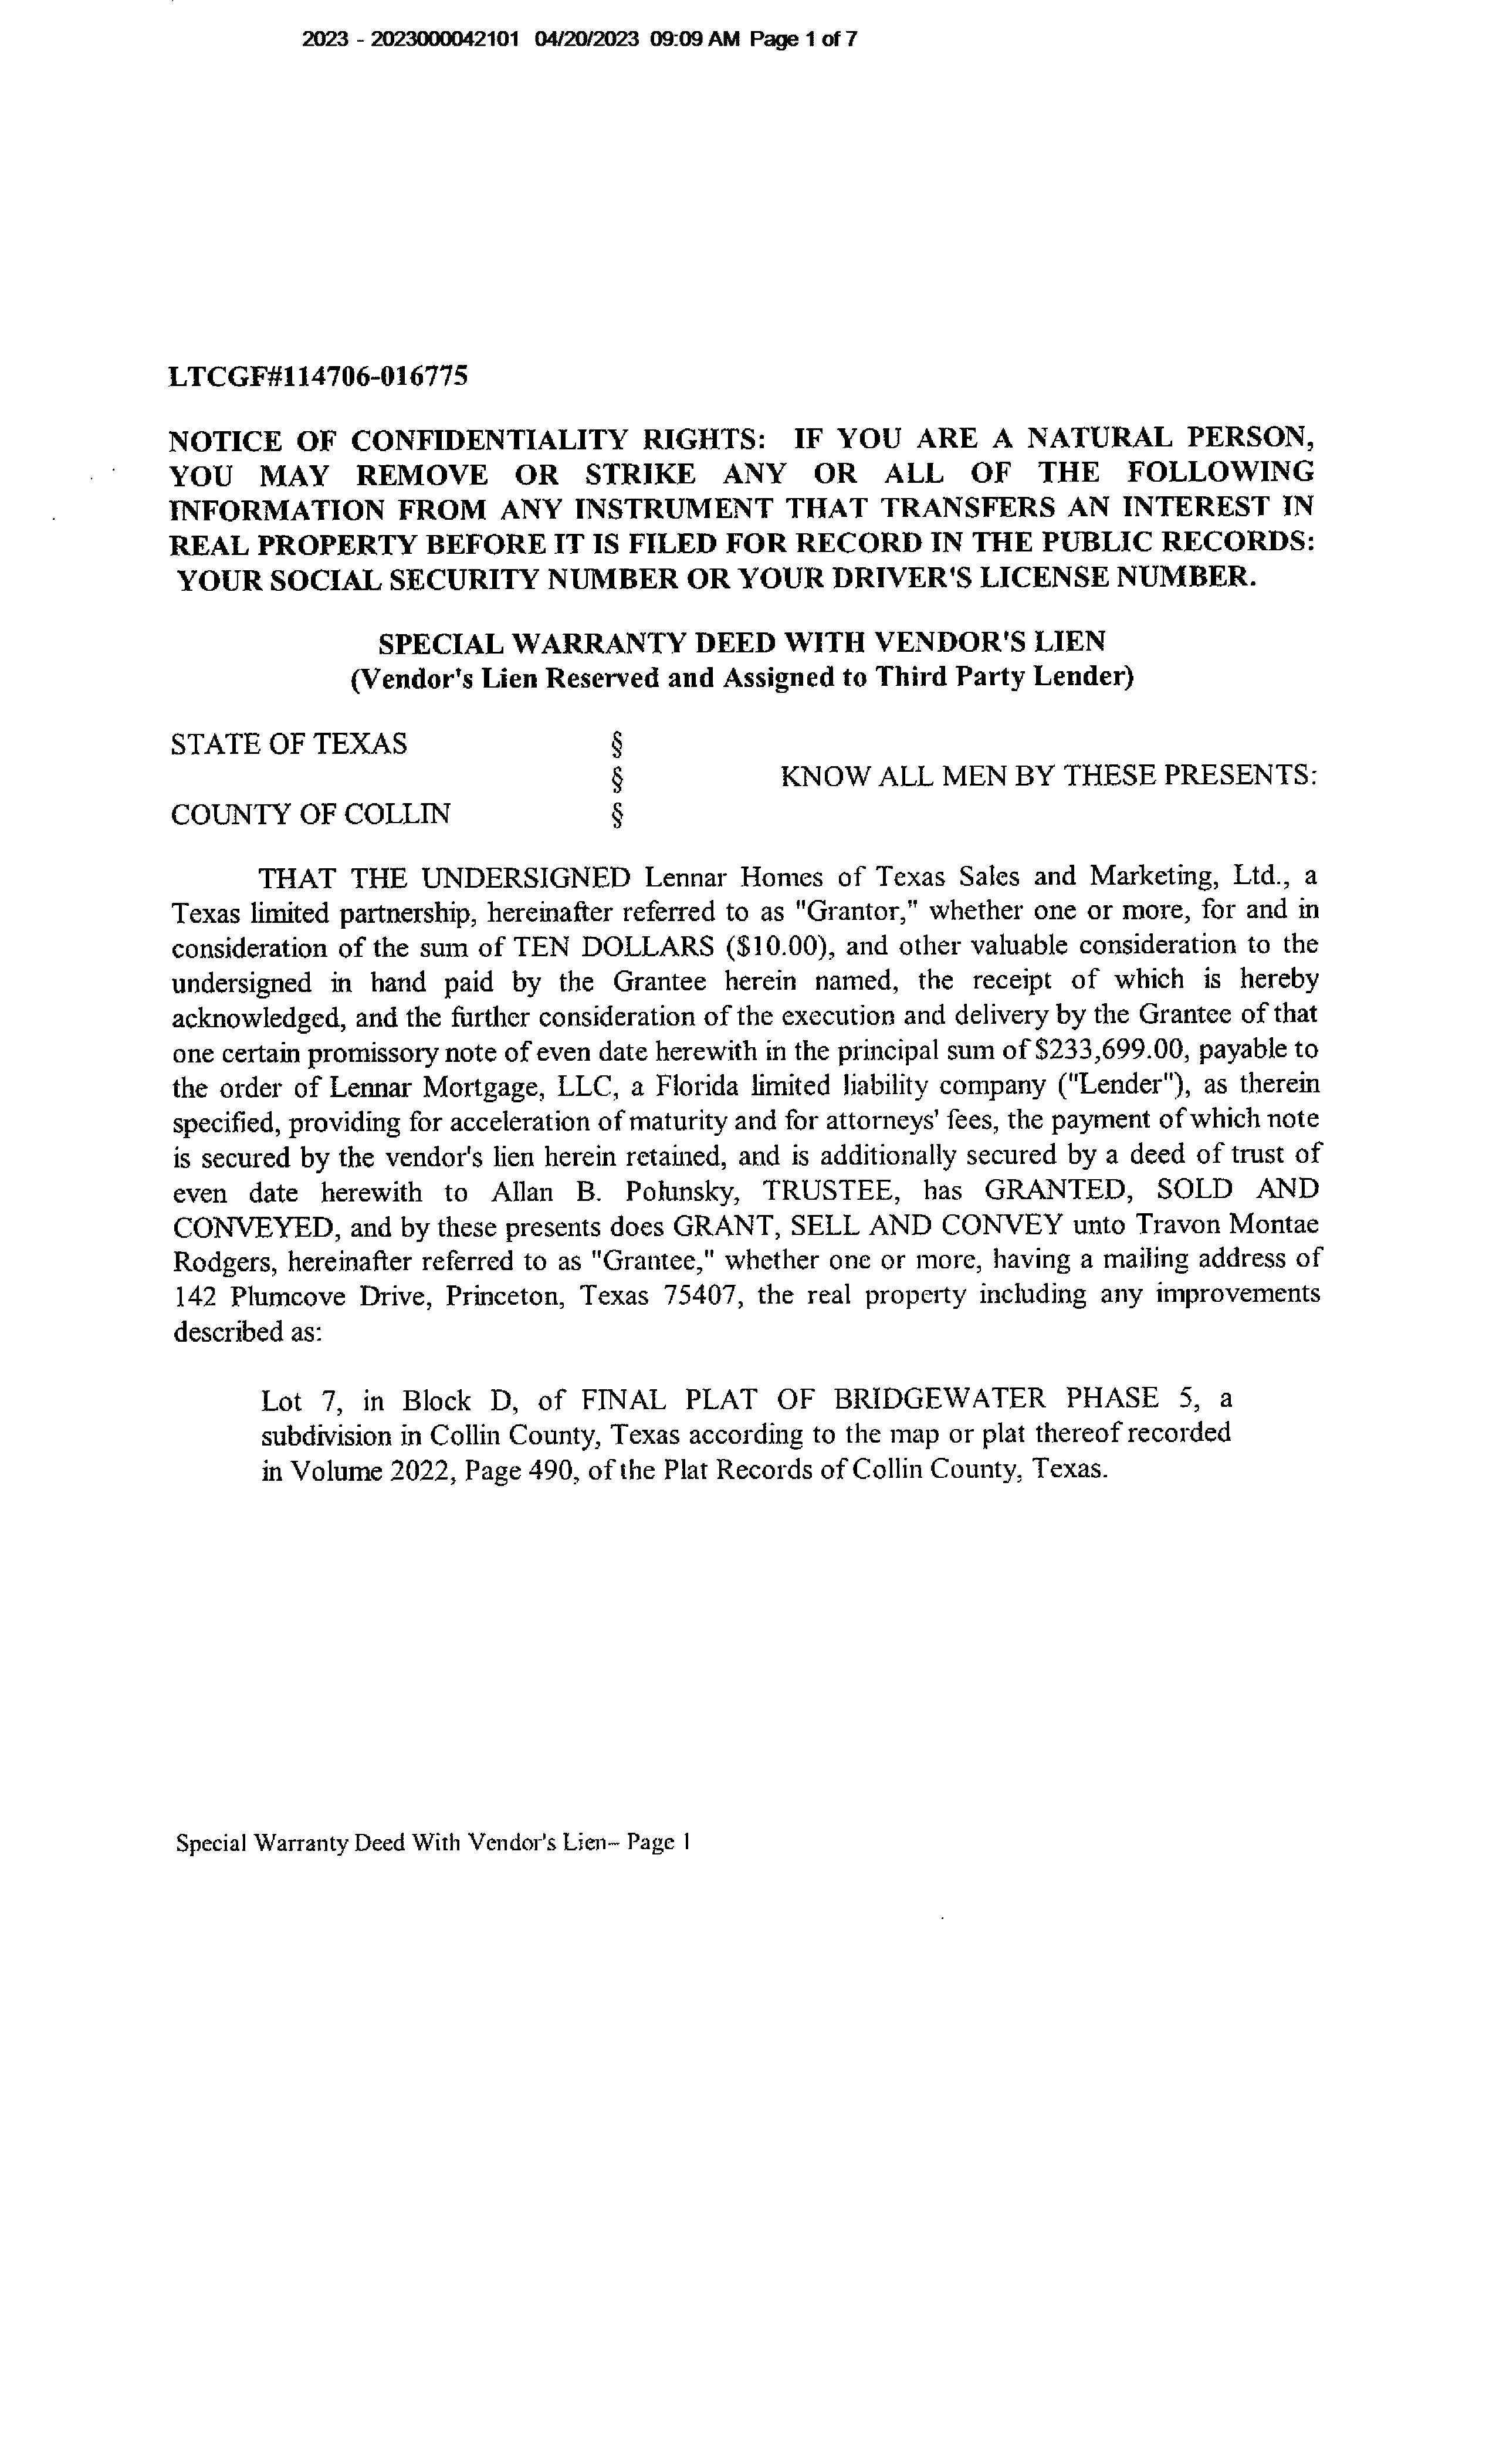 2023 - 2023000042101 04/20/2023 09:09 AM Page 1 of 7
LTCGF#114706-016775
NOTICE OF CONFIDENTIALITY RIGHTS: IF YOU ARE A NATURAL PERSON,
YOU MAY REMOVE OR STRIKE ANY OR ALL OF THE FOLLOWING
INFORMATION FROM ANY INSTRUMENT THAT TRANSFERS AN INTEREST IN
REAL PROPERTY BEFORE IT IS FILED FOR RECORD IN THE PUBLIC RECORDS:
YOUR SOCIAL SECURITY NUMBER OR YOUR DRIVER'S LICENSE NUMBER.
SPECIAL WARRANTY DEED WITH VENDOR'S LIEN
(Vendor's Lien Reserved and Assigned to Third Party Lender)
STATE OF TEXAS §
§ KNOW ALL MEN BY THESE PRESENTS:
COUNTY OF COLLIN §
THAT THE UNDERSIGNED Lennar Homes of Texas Sales and Marketing, Ltd., a
Texas limited partnership, hereinafter referred to as "Grantor," whether one or more, for and in
consideration of the sum of TEN DOLLARS ($10.00), and other valuable consideration to the
undersigned in hand paid by the Grantee herein named, the receipt of which is hereby
acknowledged, and the further consideration of the execution and delivery by the Grantee of that
one certain promissory note of even date herewith in the principal sum of $233,699.00, payable to
the order of Lennar Mortgage, LLC, a Florida limited liability company ("Lender"), as therein
specified, providing for acceleration of maturity and for attorneys' fees, the payment of which note
is secured by the vendor's lien herein retained, and is additionally secured by a deed of trust of
even date herewith to Allan B. Polunsky, TRUSTEE, has GRANTED, SOLD AND
CONVEYED, and by these presents does GRANT, SELL AND CONVEY unto Travon Montae
Rodgers, hereinafter referred to as "Grantee," whether one or more, having a mailing address of
142 Plumcove Drive, Princeton, Texas 75407, the real property including any improvements
described as:
Lot 7, in Block D, of FINAL PLAT OF BRIDGEWATER PHASE 5, a
subdivision in Collin County, Texas according to the map or plat thereof recorded
in Volume 2022, Page 490, of the Plat Records of Collin County, Texas.
Special Warranty Deed With Vendor's Lien– Page 1